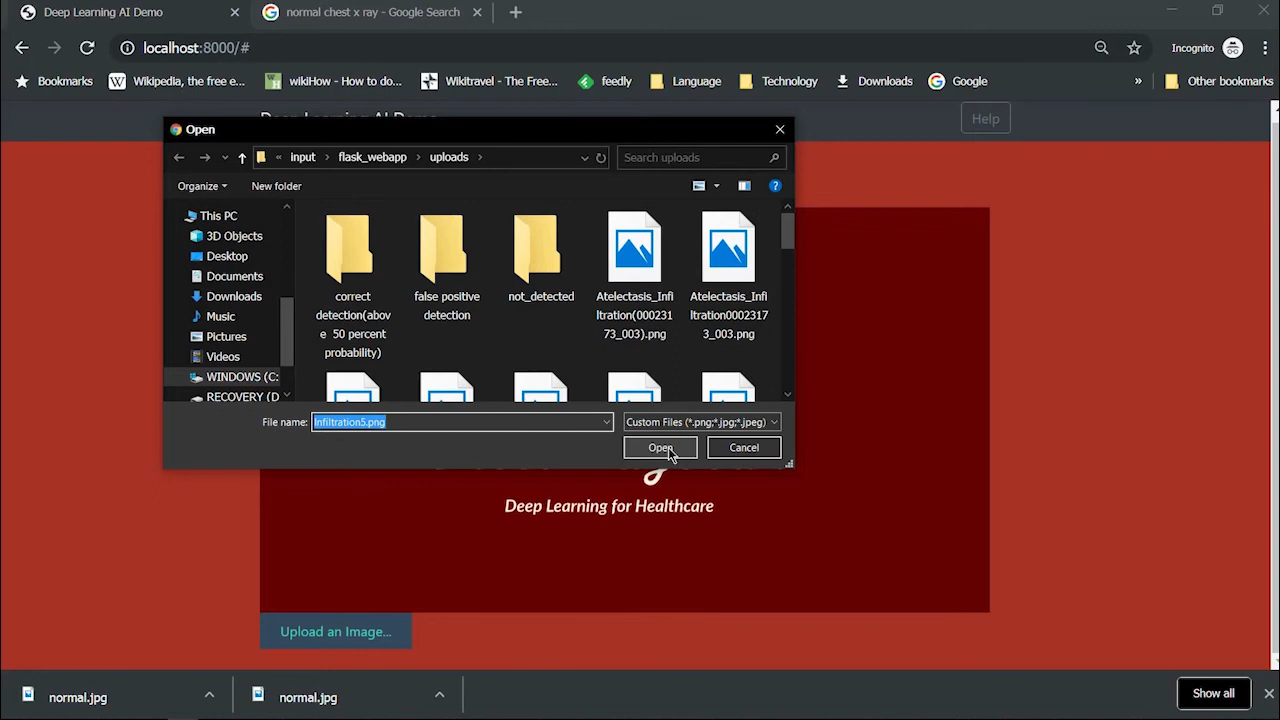 Deep Learning AI Demo
normal chest x ray - Google Search
localhost:8000/#
Incognito
Bookmarks
Wikipedia, the free e...
wikiHow - How to do...
Wikitravel - The Free...
feedly
Language
Technology
Downloads
Google
»
Other bookmarks
Deep Learning AI Demo
Help
Open
« input > flask_webapp > uploads >
Search uploads
Organize
New folder
This PC
3D Objects
Desktop
Documents
Downloads
Music
Pictures
Videos
WINDOWS (C:
RECOVERY (D
correct
detection(abov
e 50 percent
probability)
false positive
detection
not_detected
Atelectasis_Infi
ltration(000231
73_003).png
Atelectasis_Infi
ltration0002317
3_003.png
File name:
Infiltration5.png
Custom Files (*.png;*.jpg;*.jpeg)
Open
Cancel
Deep Learning for Healthcare
Upload an Image...
normal.jpg
normal.jpg
Show all